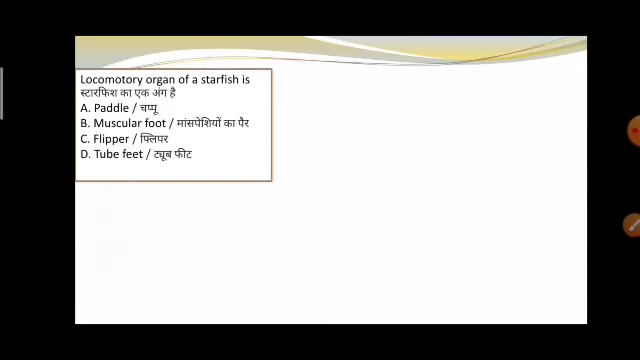 Locomotory organ of a starfish is
स्टारफिश का एक अंग है
A. Paddle / चप्पू
B. Muscular foot / मांसपेशियों का पैर
C. Flipper / फ्लिपर
D. Tube feet / ट्यूब फीट